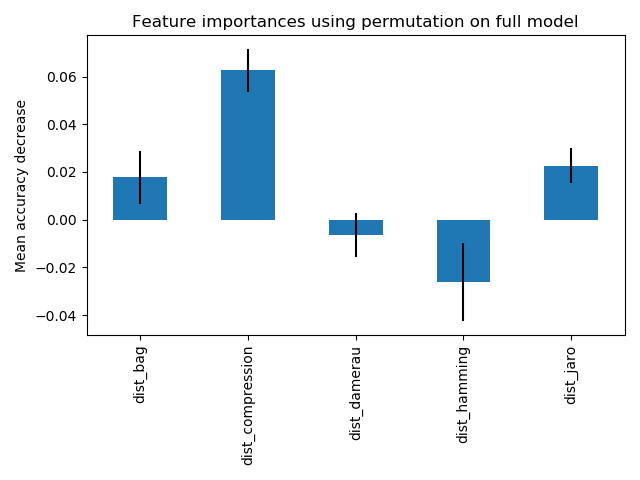 Feature importances using permutation on full model
Mean accuracy decrease
0.06
0.04
0.02
0.00
−0.02
−0.04
dist_bag
dist_compression
dist_damerau
dist_hamming
dist_jaro